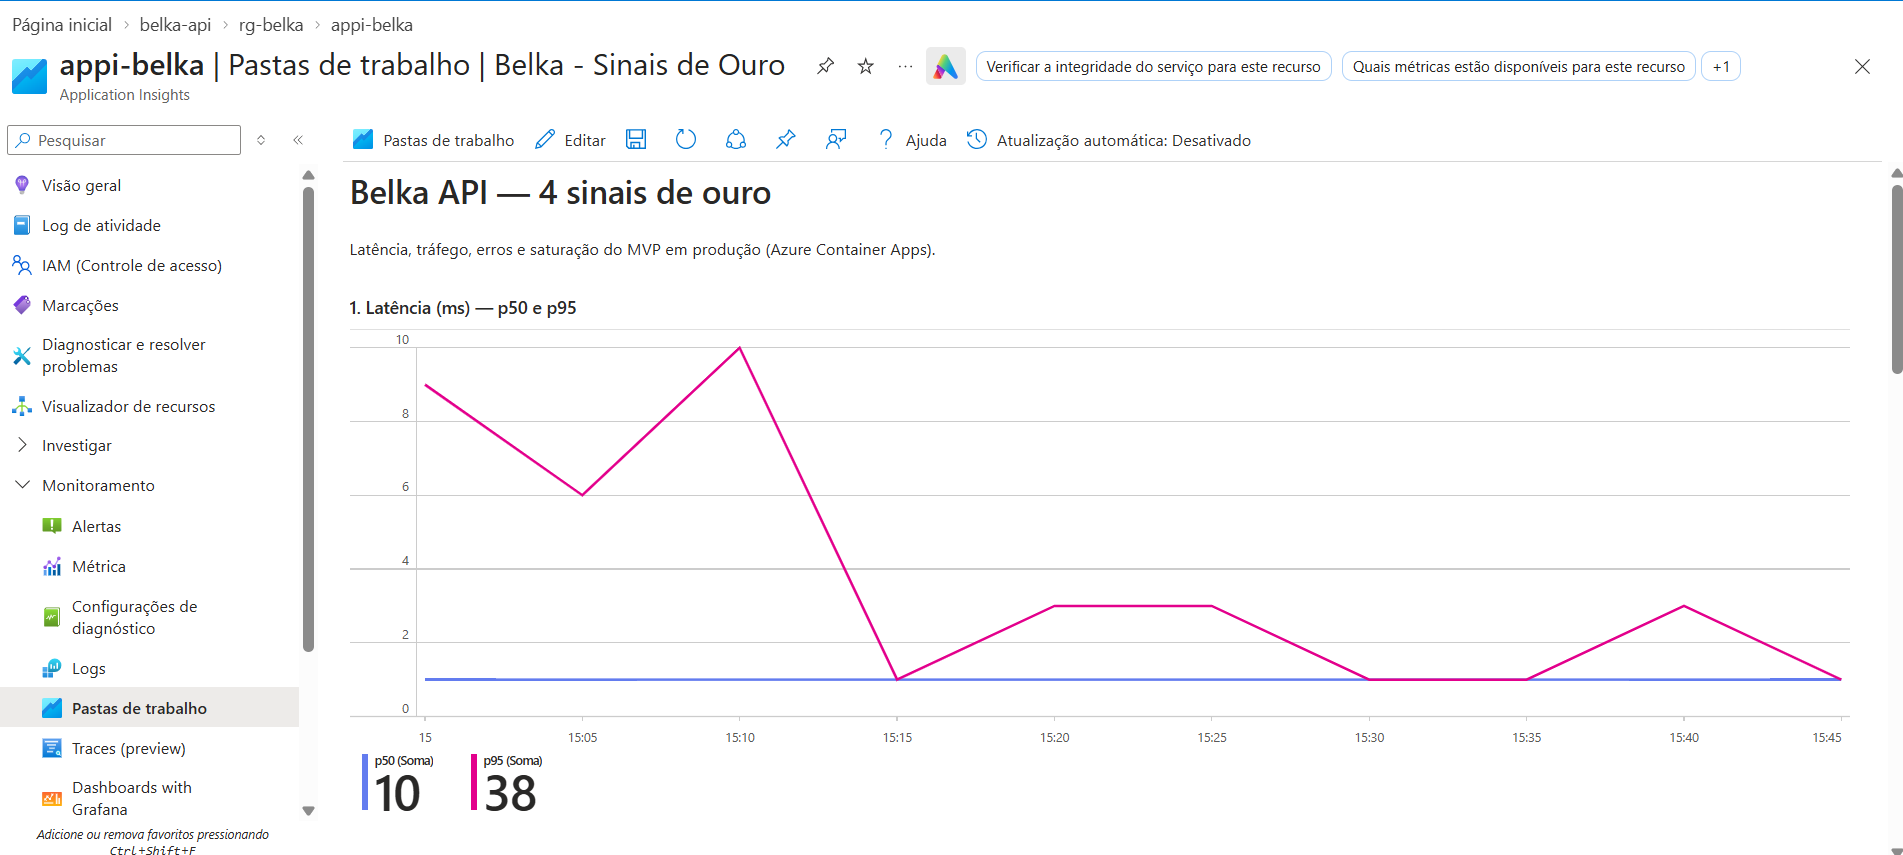 Página inicial > belka-api > rg-belka > appi-belka
appi-belka | Pastas de trabalho | Belka - Sinais de Ouro
Application Insights
Verificar a integridade do serviço para este recurso
Quais métricas estão disponíveis para este recurso
+1
Pesquisar
Visão geral
Log de atividade
IAM (Controle de acesso)
Marcações
Diagnosticar e resolver
problemas
Visualizador de recursos
Investigar
Monitoramento
Alertas
Métrica
Configurações de
diagnóstico
Logs
Pastas de trabalho
Traces (preview)
Dashboards with
Grafana
Adicione ou remova favoritos pressionando
Ctrl+Shift+F
Pastas de trabalho
Editar
Ajuda
Atualização automática: Desativado
Belka API — 4 sinais de ouro
Latência, tráfego, erros e saturação do MVP em produção (Azure Container Apps).
1. Latência (ms) — p50 e p95
10
8
6
4
2
0
15 15:05 15:10 15:15 15:20 15:25 15:30 15:35 15:40 15:45
p50 (Soma)
10
p95 (Soma)
38